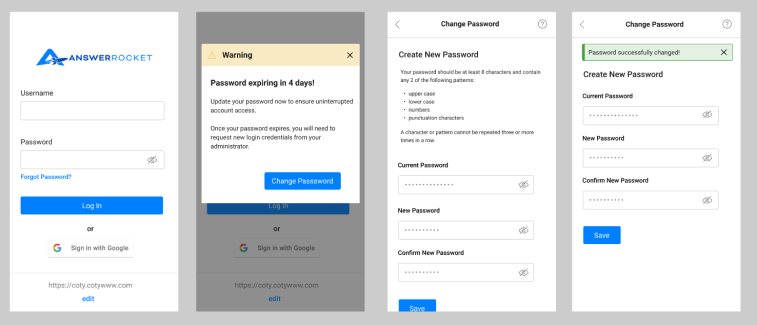 ANSWERROCKET
Username
Password
Forgot Password?
Log In
or
Sign in with Google
https://coty.cotywww.com
edit
Warning
Password expiring in 4 days!
Update your password now to ensure uninterrupted
account access.
Once your password expires, you will need to
request new login credentials from your
administrator.
Change Passsword
Log In
or
Sign in with Google
https://coty.cotywww.com
edit
Change Password
Create New Password
Your password should be at least 8 characters and contain
any 2 of the following patterns:
• upper case
• lower case
• numbers
• punctuation characters
A character or pattern cannot be repeated three or more
times in a row.
Current Password
New Password
Confirm New Password
Save
Change Password
Password successfully changed!
Create New Password
Current Password
New Password
Confirm New Password
Save